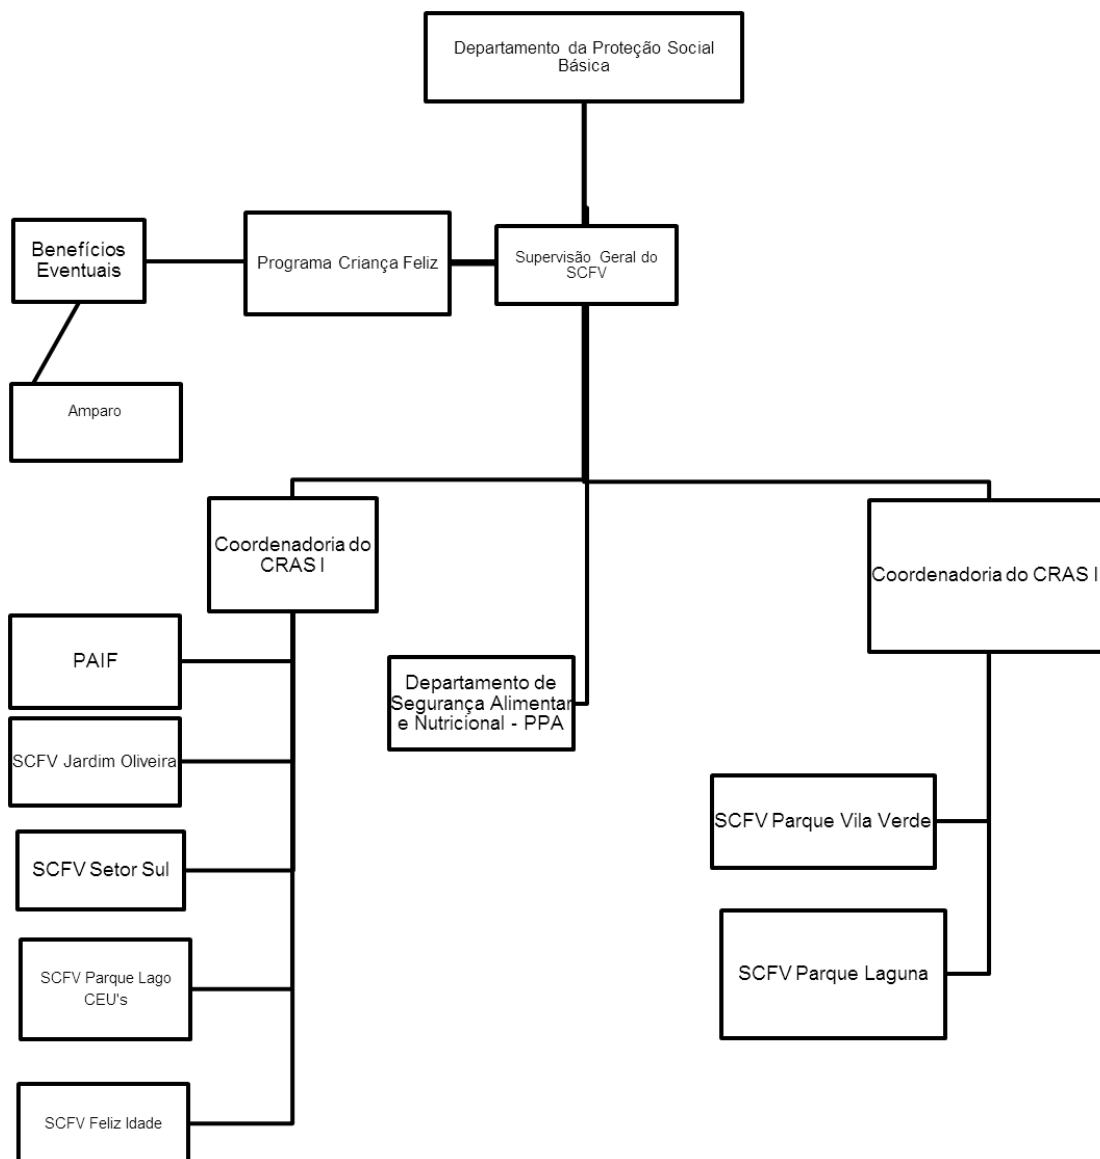 Departamento da Proteção Social
Básica
Benefícios
Eventuais
Programa Criança Feliz
Supervisão Geral do
SCFV
Amparo
Coordenadoria do
CRAS I
Coordenadoria do CRAS I
PAIF
Departamento de
Segurança Alimentar
e Nutricional - PPA
SCFV Jardim Oliveira
SCFV Parque Vila Verde
SCFV Setor Sul
SCFV Parque Laguna
SCFV Parque Lago
CEU's
SCFV Feliz Idade